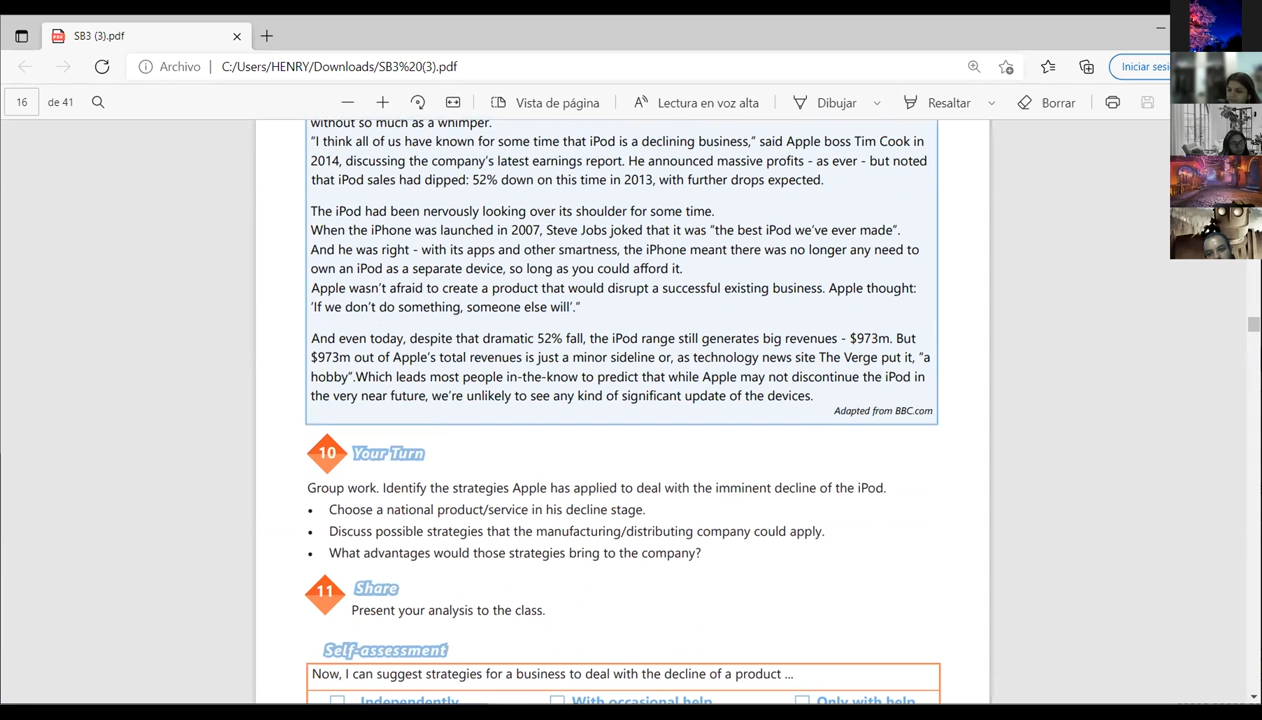 SB3 (3).pdf
Archivo
C:/Users/HENRY/Downloads/SB3%20(3).pdf
Iniciar sesi
16
de 41
Vista de página
Lectura en voz alta
Dibujar
Resaltar
Borrar
without so much as a whimper.
"I think all of us have known for some time that iPod is a declining business," said Apple boss Tim Cook in
2014, discussing the company's latest earnings report. He announced massive profits - as ever - but noted
that iPod sales had dipped: 52% down on this time in 2013, with further drops expected.
The iPod had been nervously looking over its shoulder for some time.
When the iPhone was launched in 2007, Steve Jobs joked that it was "the best iPod we've ever made".
And he was right - with its apps and other smartness, the iPhone meant there was no longer any need to
own an iPod as a separate device, so long as you could afford it.
Apple wasn't afraid to create a product that would disrupt a successful existing business. Apple thought:
'If we don't do something, someone else will'."
And even today, despite that dramatic 52% fall, the iPod range still generates big revenues - $973m. But
$973m out of Apple's total revenues is just a minor sideline or, as technology news site The Verge put it, "a
hobby".Which leads most people in-the-know to predict that while Apple may not discontinue the iPod in
the very near future, we're unlikely to see any kind of significant update of the devices.
Adapted from BBC.com
10 Your Turn
Group work. Identify the strategies Apple has applied to deal with the imminent decline of the iPod.
• Choose a national product/service in his decline stage.
• Discuss possible strategies that the manufacturing/distributing company could apply.
• What advantages would those strategies bring to the company?
11 Share
Present your analysis to the class.
Self-assessment
Now, I can suggest strategies for a business to deal with the decline of a product ...
Independently With occasional help Only with help